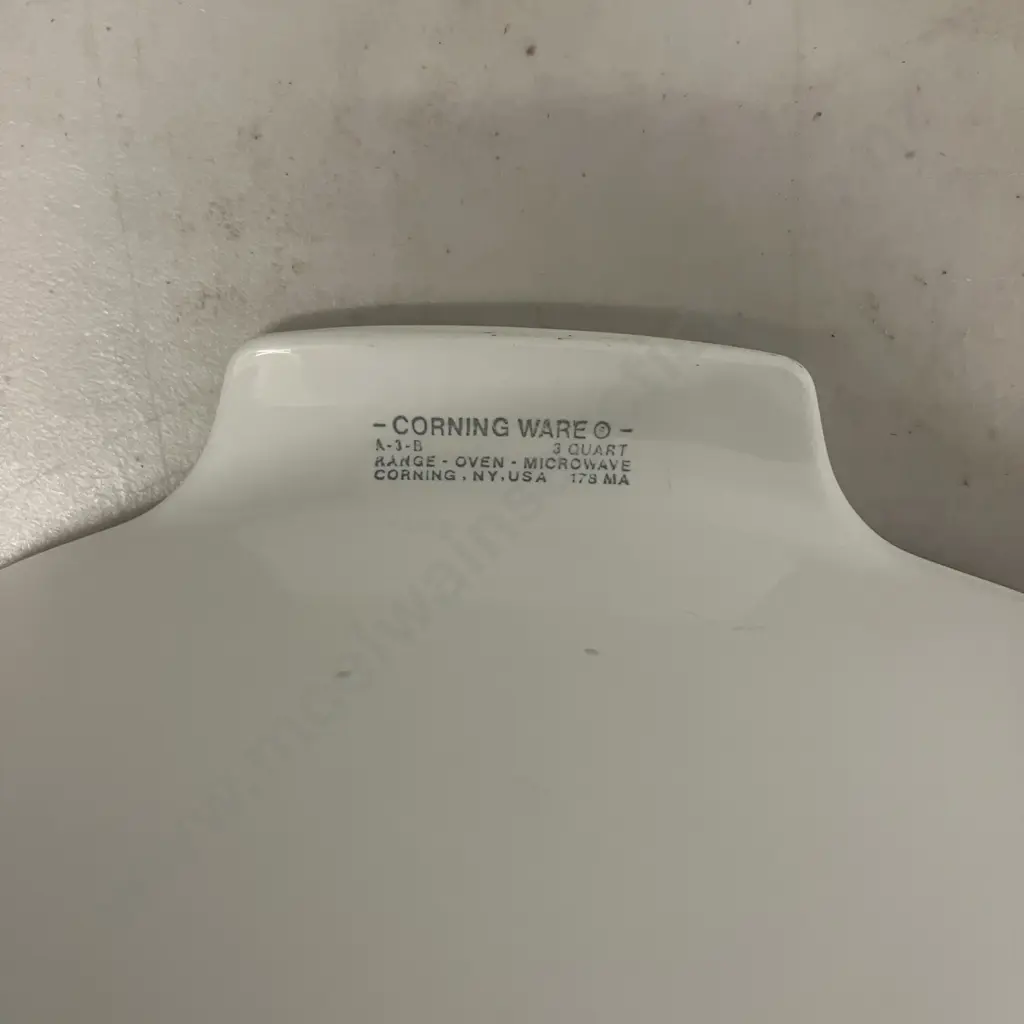 - CORNING WARE ® -
A-3-B 3 QUART
RANGE - OVEN - MICROWAVE
CORNING, NY, USA 178 MA